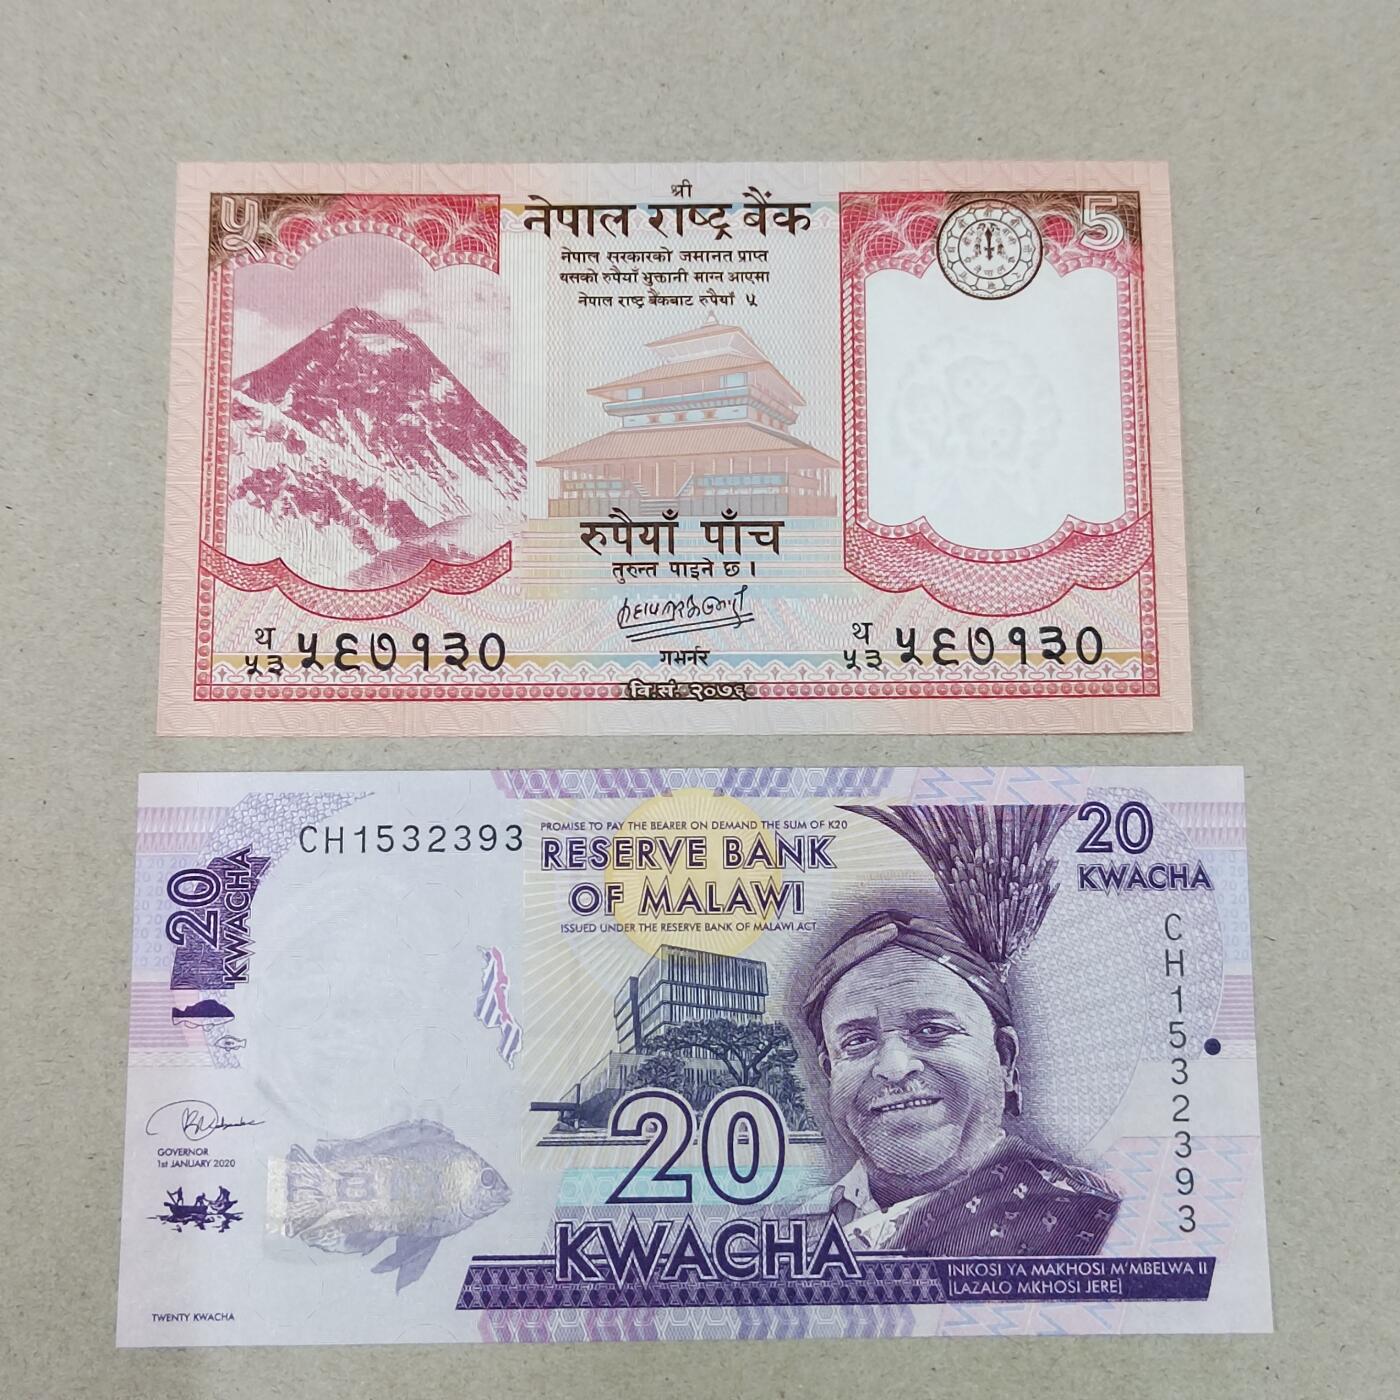 ५
श्री
5
नेपाल राष्ट्र बैंक
नेपाल सरकारको जमानत प्राप्त
यसको रुपैयाँ भुक्तानी माग्न आएमा
नेपाल राष्ट्र बैंकबाट रुपैयाँ ५
रुपैयाँ पाँच
तुरुन्त पाइने छ ।
थ
५३ ५६७१३०
थ
५३ ५६७१३०
गभर्नर
वि.सं. २०७६
CH1532393
PROMISE TO PAY THE BEARER ON DEMAND THE SUM OF K20
RESERVE BANK
OF MALAWI
ISSUED UNDER THE RESERVE BANK OF MALAWI ACT
20
KWACHA
20
KWACHA
CH1532393
GOVERNOR
1st JANUARY 2020
20
KWACHA
INKOSI YA MAKHOSI M'MBELWA II
[LAZALO MKHOSI JERE]
TWENTY KWACHA